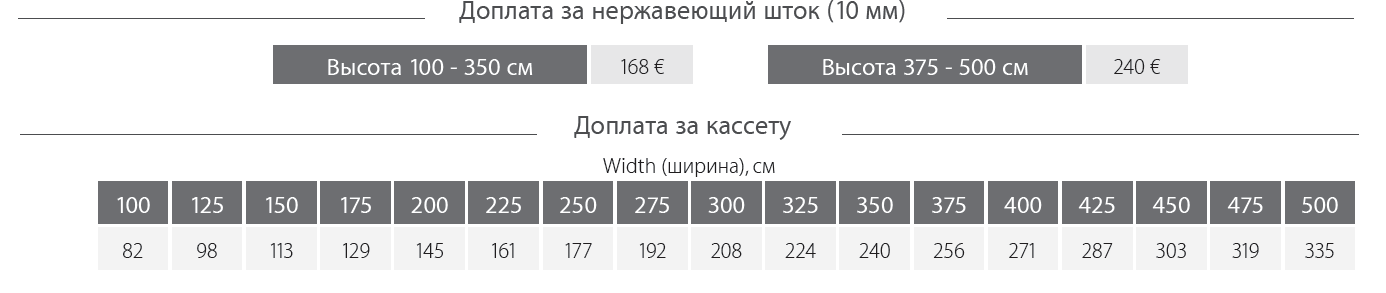 Доплата за нержавеющий шток (10 мм)
Высота 100 - 350 см 168 € Высота 375 - 500 см 240 €
Доплата за кассету
Width (ширина), см
100 125 150 175 200 225 250 275 300 325 350 375 400 425 450 475 500
82 98 113 129 145 161 177 192 208 224 240 256 271 287 303 319 335